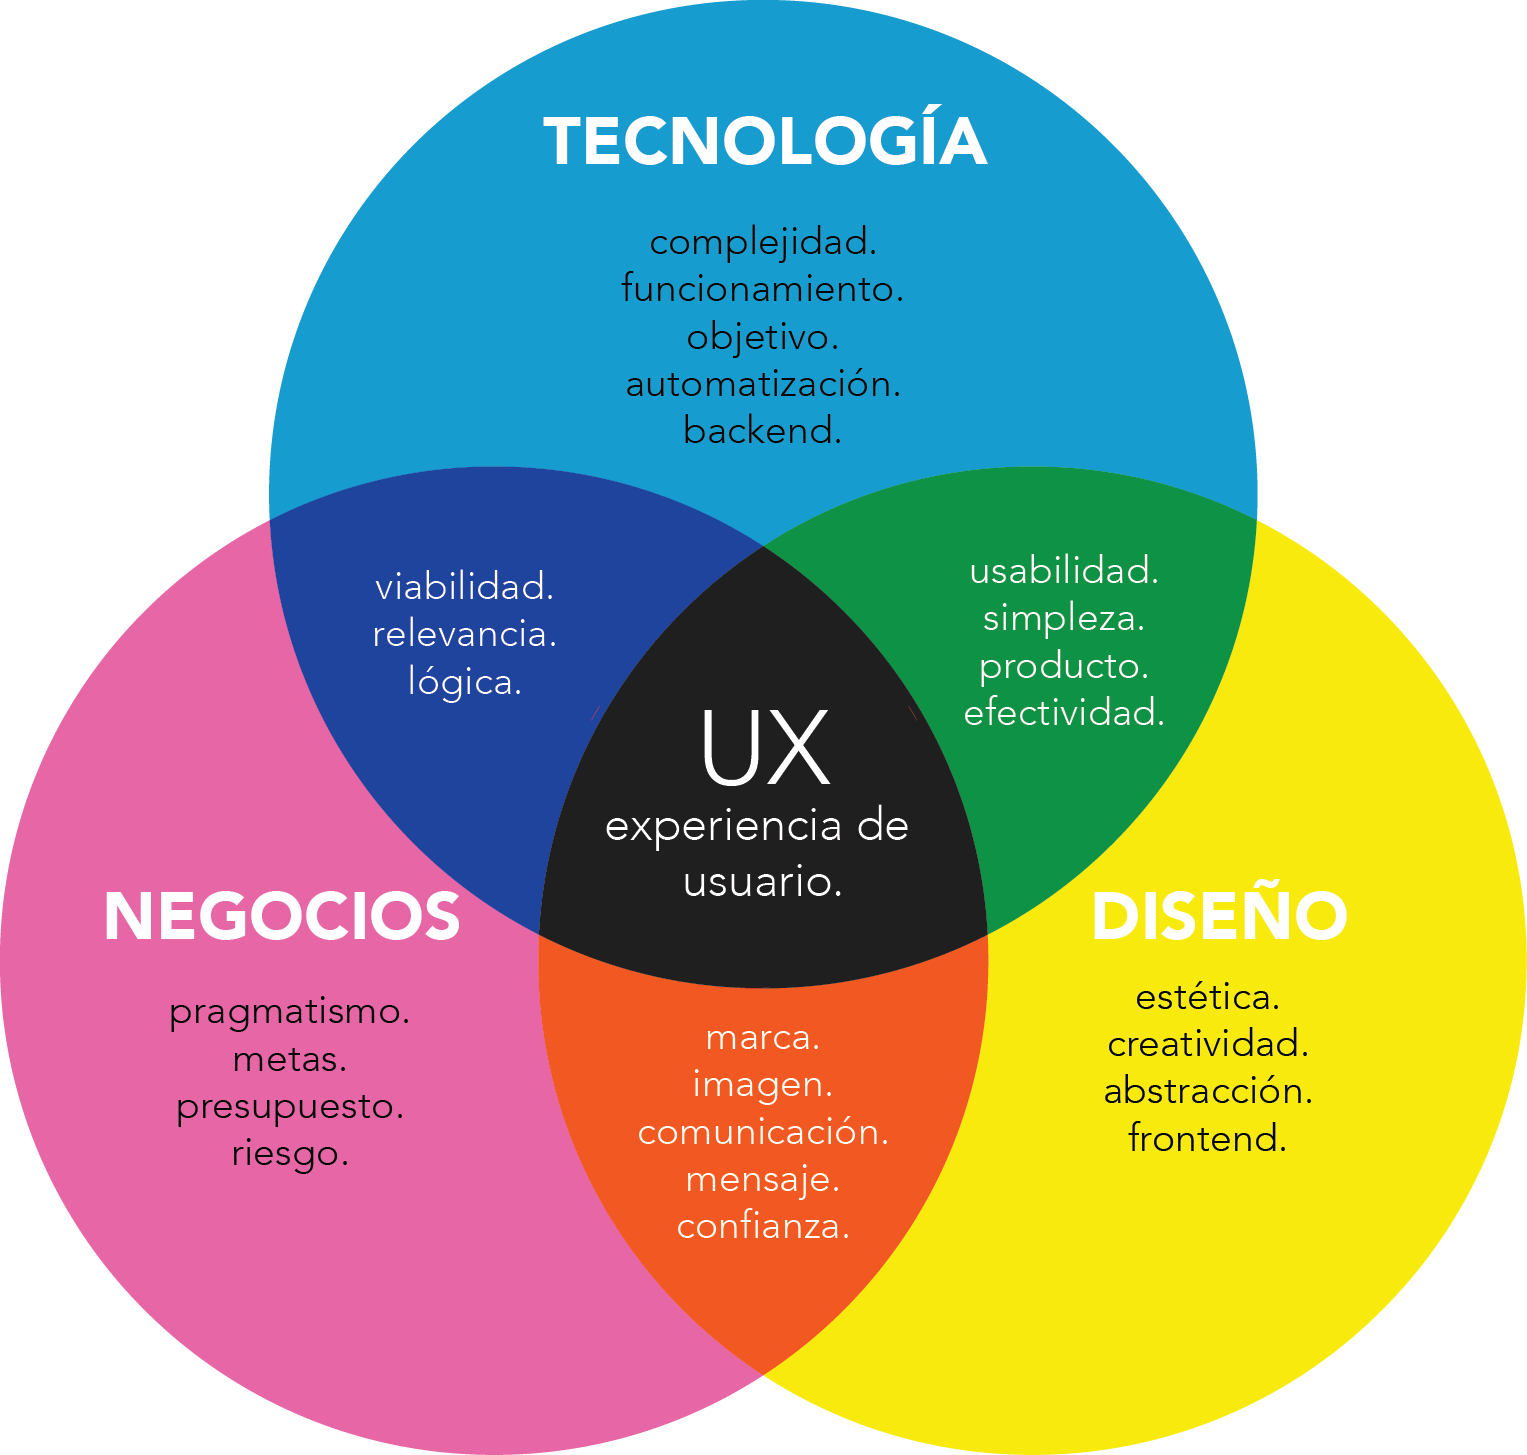 TECNOLOGÍA
complejidad.
funcionamiento.
objetivo.
automatización.
backend.
viabilidad.
relevancia.
lógica.
usabilidad.
simpleza.
producto.
efectividad.
UX
experiencia de
usuario.
NEGOCIOS
pragmatismo.
metas.
presupuesto.
riesgo.
marca.
imagen.
comunicación.
mensaje.
confianza.
DISEÑO
estética.
creatividad.
abstracción.
frontend.